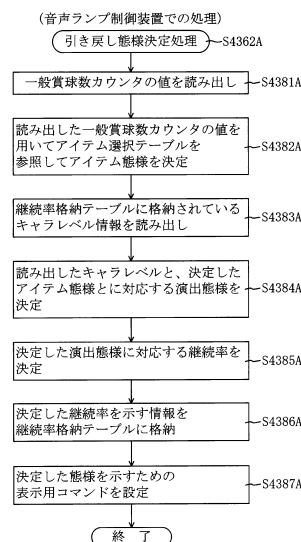 （音声ランプ制御装置での処理）
引き戻し態様決定処理
S4362A
一般賞球数カウンタの値を読み出し
S4381A
読み出した一般賞球数カウンタの値を
用いてアイテム選択テーブルを
参照してアイテム態様を決定
S4382A
継続率格納テーブルに格納されている
キャラレベル情報を読み出し
S4383A
読み出したキャラレベルと、決定した
アイテム態様とに対応する演出態様を
決定
S4384A
決定した演出態様に対応する継続率を
決定
S4385A
決定した継続率を示す情報を
継続率格納テーブルに格納
S4386A
決定した態様を示すための
表示用コマンドを設定
S4387A
終 了